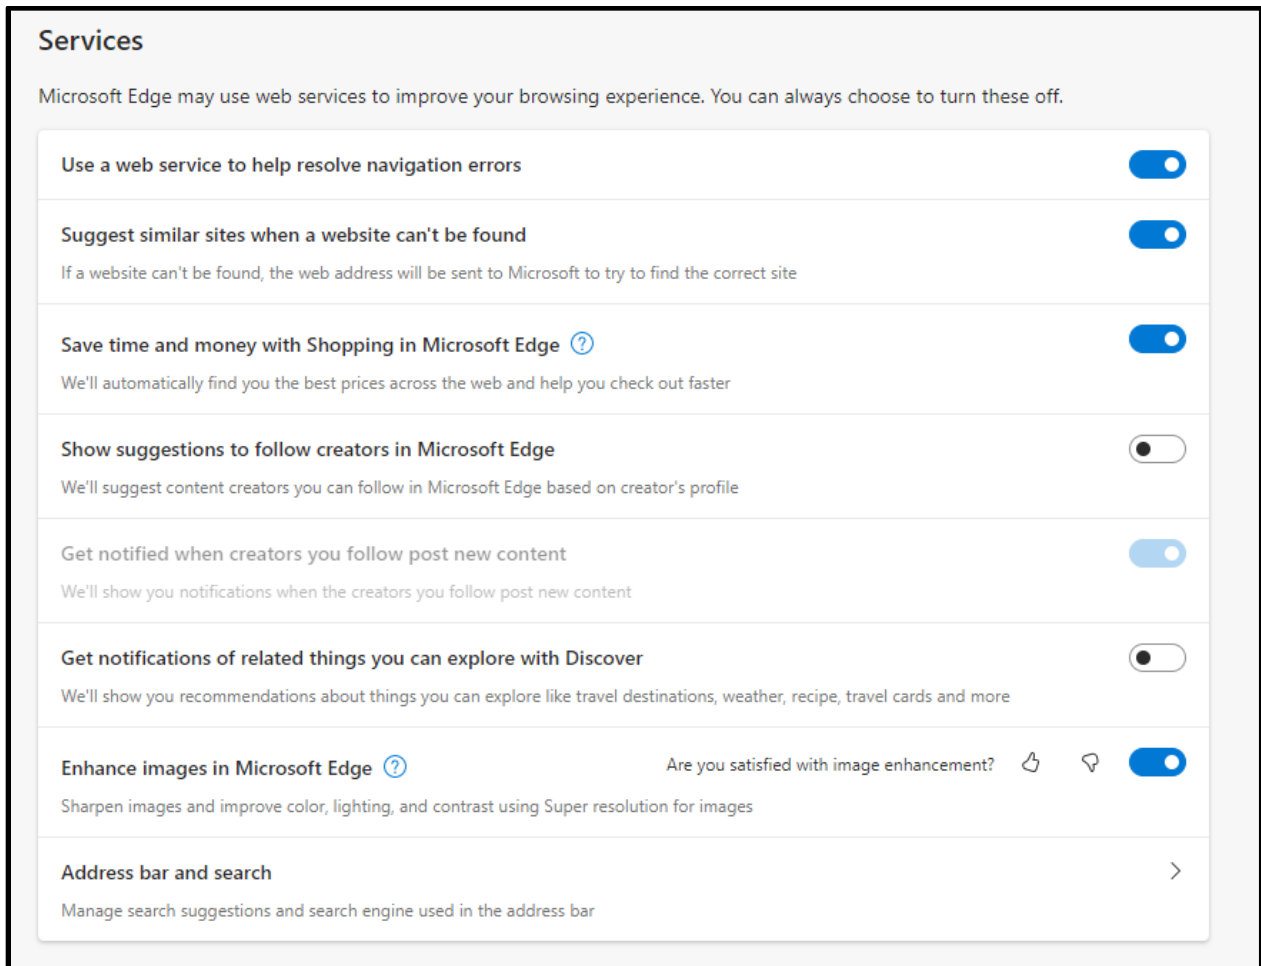 Services
Microsoft Edge may use web services to improve your browsing experience. You can always choose to turn these off.
Use a web service to help resolve navigation errors
Suggest similar sites when a website can't be found
If a website can't be found, the web address will be sent to Microsoft to try to find the correct site
Save time and money with Shopping in Microsoft Edge ?
We'll automatically find you the best prices across the web and help you check out faster
Show suggestions to follow creators in Microsoft Edge
We'll suggest content creators you can follow in Microsoft Edge based on creator's profile
Get notified when creators you follow post new content
We'll show you notifications when the creators you follow post new content
Get notifications of related things you can explore with Discover
We'll show you recommendations about things you can explore like travel destinations, weather, recipe, travel cards and more
Enhance images in Microsoft Edge ? Are you satisfied with image enhancement?
Sharpen images and improve color, lighting, and contrast using Super resolution for images
Address bar and search
Manage search suggestions and search engine used in the address bar